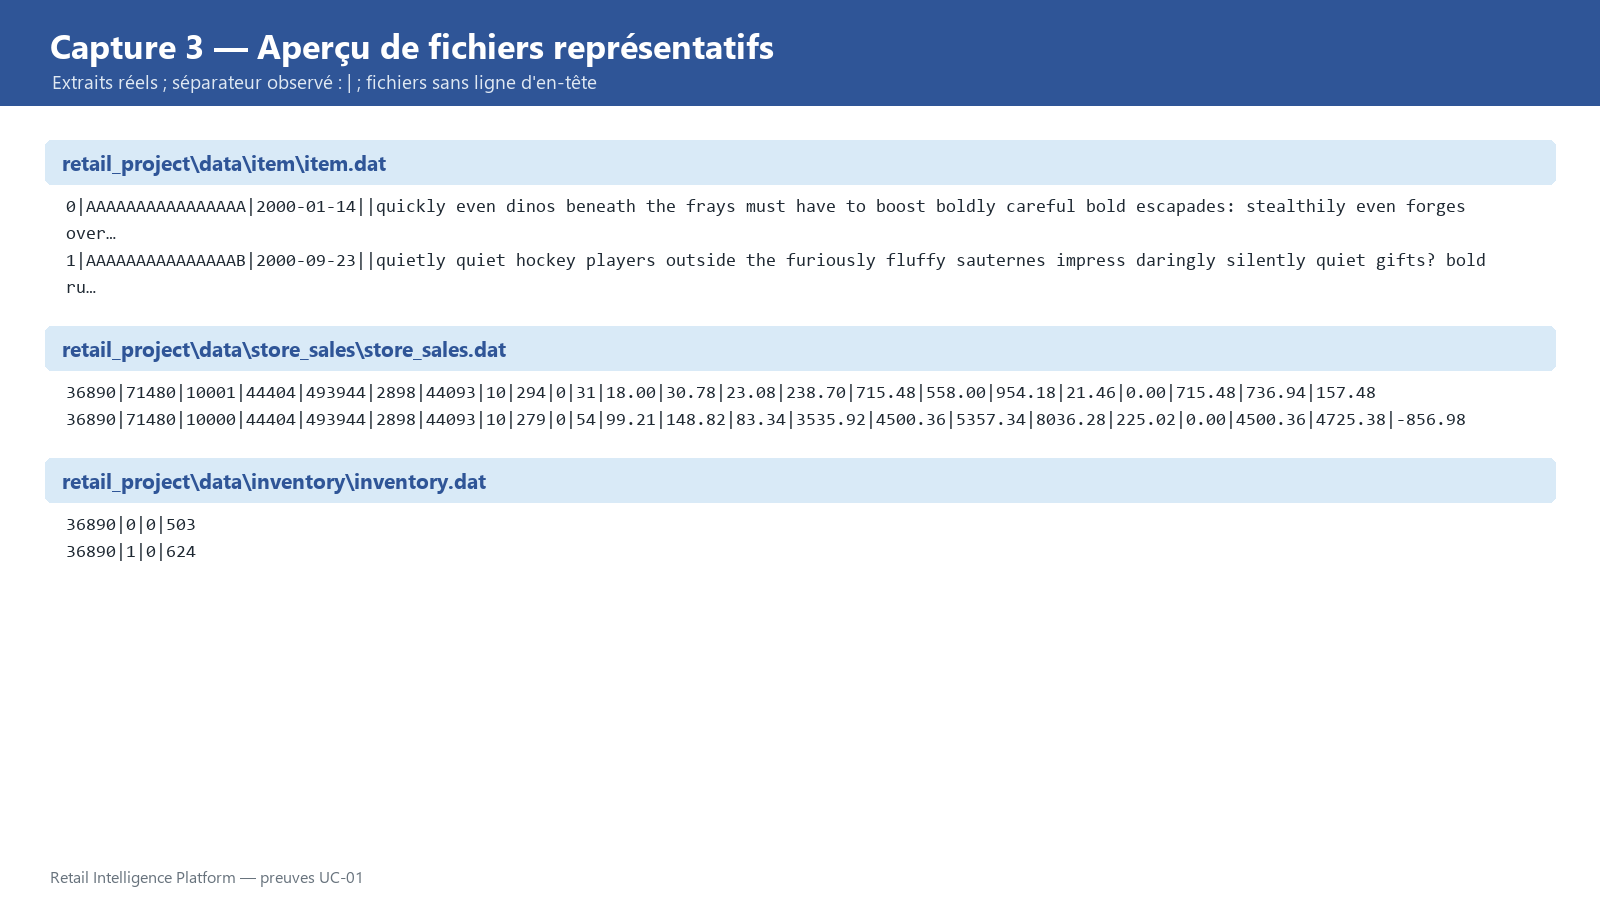 Capture 3 — Aperçu de fichiers représentatifs
Extraits réels ; séparateur observé : | ; fichiers sans ligne d'en-tête
retail_project\data\item\item.dat
0|AAAAAAAAAAAAAAAA|2000-01-14||quickly even dinos beneath the frays must have to boost boldly careful bold escapades: stealthily even forges
over…
1|AAAAAAAAAAAAAAAB|2000-09-23||quietly quiet hockey players outside the furiously fluffy sauternes impress daringly silently quiet gifts? bold
ru…
retail_project\data\store_sales\store_sales.dat
36890|71480|10001|44404|493944|2898|44093|10|294|0|31|18.00|30.78|23.08|238.70|715.48|558.00|954.18|21.46|0.00|715.48|736.94|157.48
36890|71480|10000|44404|493944|2898|44093|10|279|0|54|99.21|148.82|83.34|3535.92|4500.36|5357.34|8036.28|225.02|0.00|4500.36|4725.38|-856.98
retail_project\data\inventory\inventory.dat
36890|0|0|503
36890|1|0|624
Retail Intelligence Platform — preuves UC-01